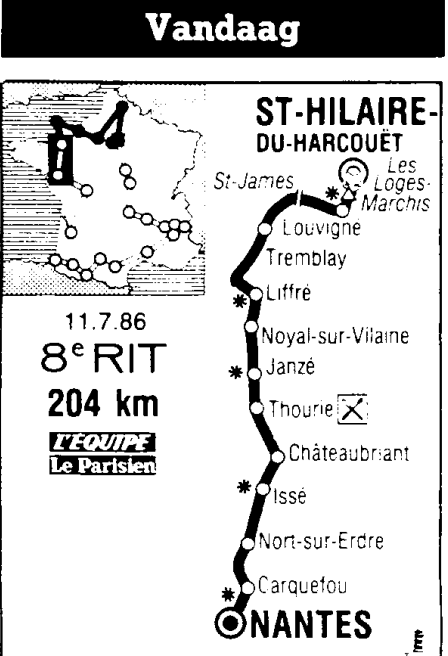 Vandaag
ST-HILAIRE-
DU-HARCOUËT
Les
Loges-
Marchis
St-James
Louvigné
Tremblay
Liffré
11.7.86
8e RIT
204 km
L'ÉQUIPE
Le Parisien
Noyal-sur-Vilaine
Janzé
Thourie
Châteaubriant
Issé
Nort-sur-Erdre
Carquefou
NANTES